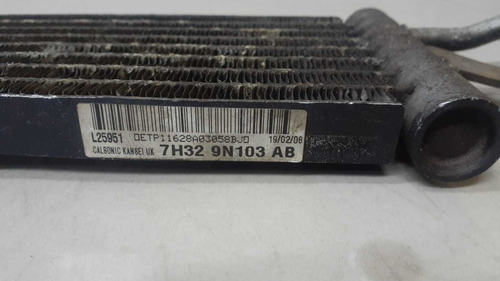 L25951 DETP11628A03058BJD 19/02/08
CALSONIC KANSEI UK 7H32 9N103 AB